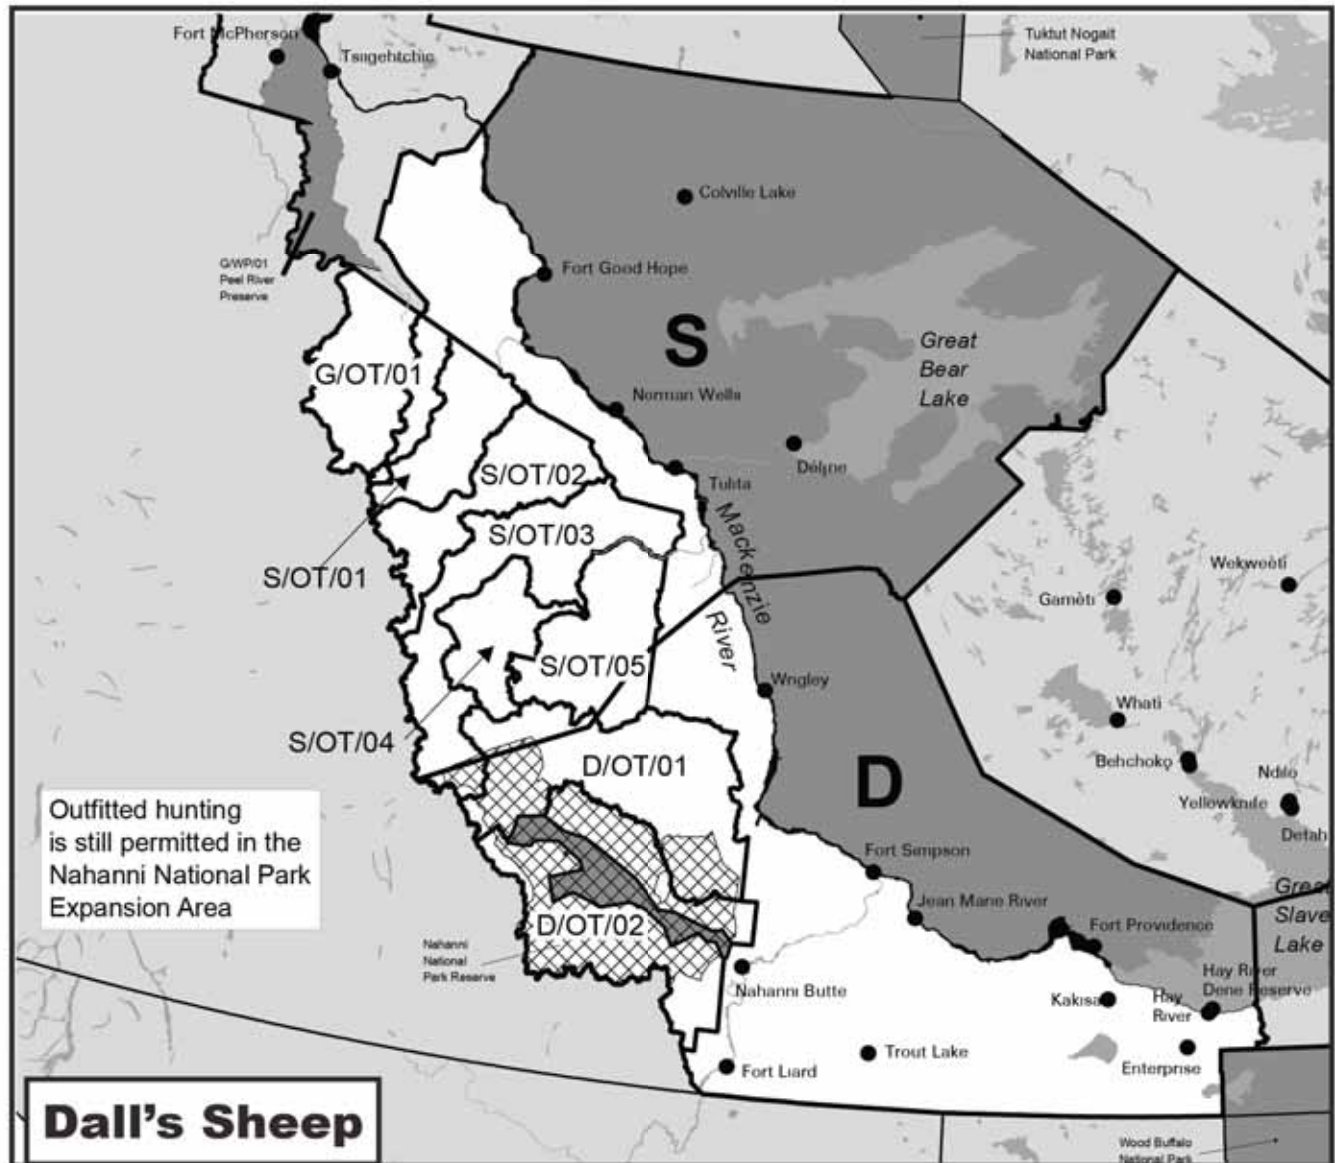 Fort McPherson
Tsiigehtchic
Tuktut Nogait
National Park
Colville Lake
G/WP/01
Peel River
Preserve
Fort Good Hope
S
Great
Bear
Lake
G/OT/01
Norman Wells
Délįne
S/OT/02
Tulita
S/OT/03
Mackenzie
River
S/OT/01
Wekweètì
Gamètì
S/OT/05
Wrigley
Whatì
S/OT/04
D/OT/01
D
Behchokǫ
Ndilo
Yellowknife
Detah
Outfitted hunting
is still permitted in the
Nahanni National Park
Expansion Area
Fort Simpson
Jean Marie River
Great
Slave
Lake
D/OT/02
Fort Providence
Nahanni
National
Park Reserve
Hay River
Dene Reserve
Nahanni Butte
Kakisa
Hay
River
Trout Lake
Enterprise
Fort Liard
Dall's Sheep
Wood Buffalo
National Park